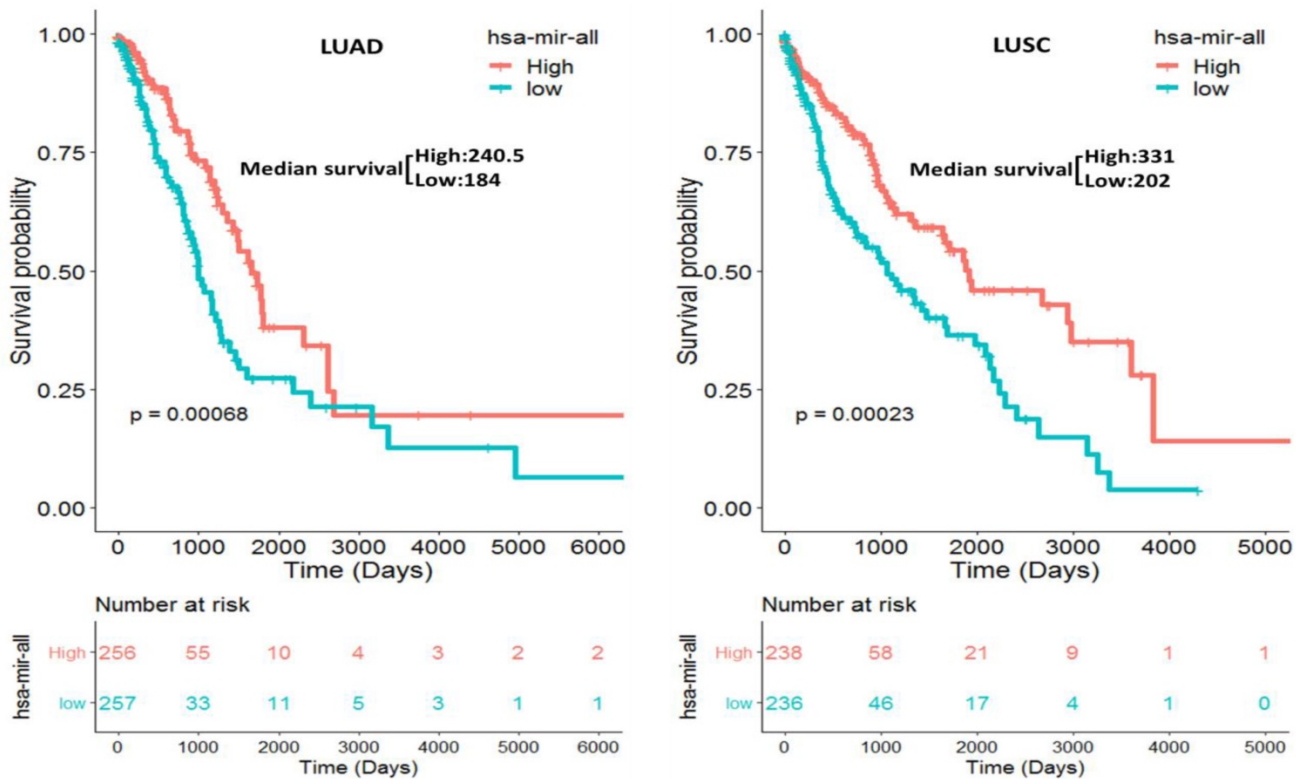 LUAD
hsa-mir-all
High
low
Median survival
High:240.5
Low:184
p = 0.00068
Survival probability
1.00
0.75
0.50
0.25
0.00
0 1000 2000 3000 4000 5000 6000
Time (Days)
Number at risk
hsa-mir-all
High 256 55 10 4 3 2 2
low 257 33 11 5 3 1 1
0 1000 2000 3000 4000 5000 6000
Time (Days)
LUSC
hsa-mir-all
High
low
Median survival
High:331
Low:202
p = 0.00023
Survival probability
1.00
0.75
0.50
0.25
0.00
0 1000 2000 3000 4000 5000
Time (Days)
Number at risk
hsa-mir-all
High 238 58 21 9 1 1
low 236 46 17 4 1 0
0 1000 2000 3000 4000 5000
Time (Days)